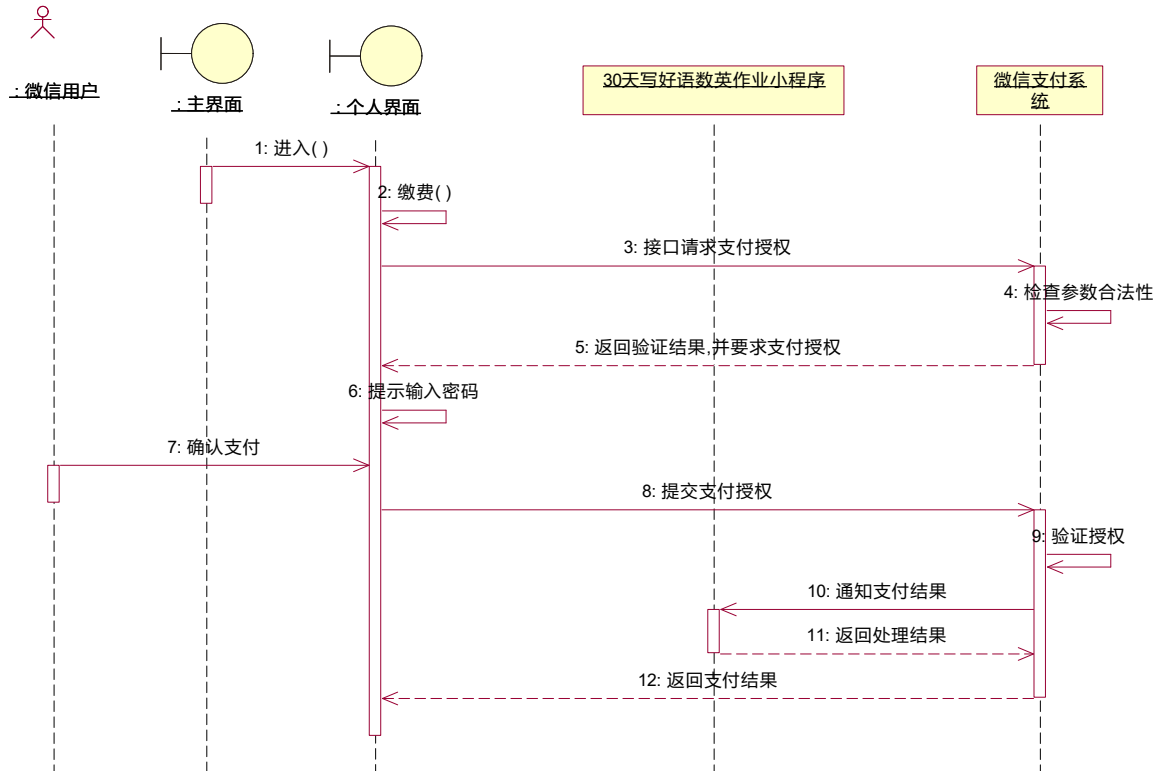 : 微信用户
: 主界面
: 个人界面
30天写好语数英作业小程序
微信支付系
统
1: 进入( )
2: 缴费( )
3: 接口请求支付授权
4: 检查参数合法性
5: 返回验证结果,并要求支付授权
6: 提示输入密码
7: 确认支付
8: 提交支付授权
9: 验证授权
10: 通知支付结果
11: 返回处理结果
12: 返回支付结果